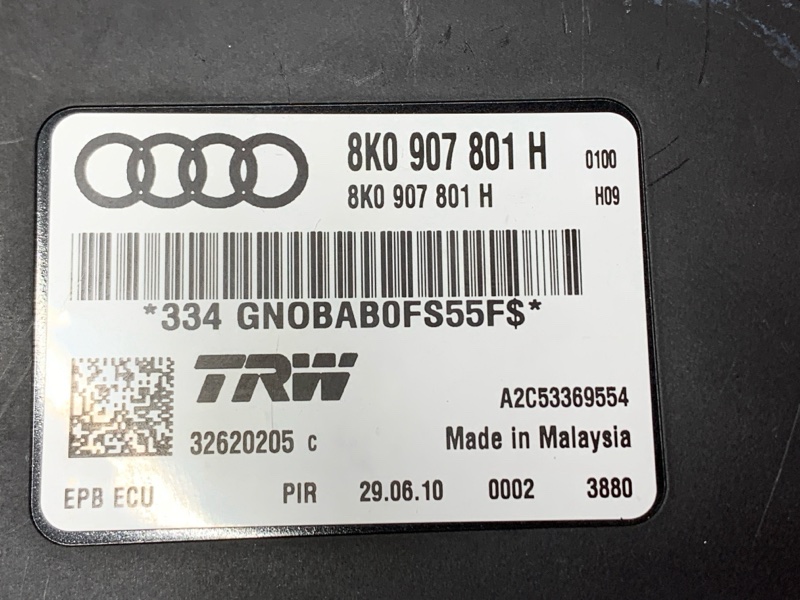 8K0 907 801 H 0100
8K0 907 801 H H09
*334 GNOBAB0FS55F$*
TRW
A2C53369554
32620205 c Made in Malaysia
EPB ECU PIR 29.06.10 0002 3880